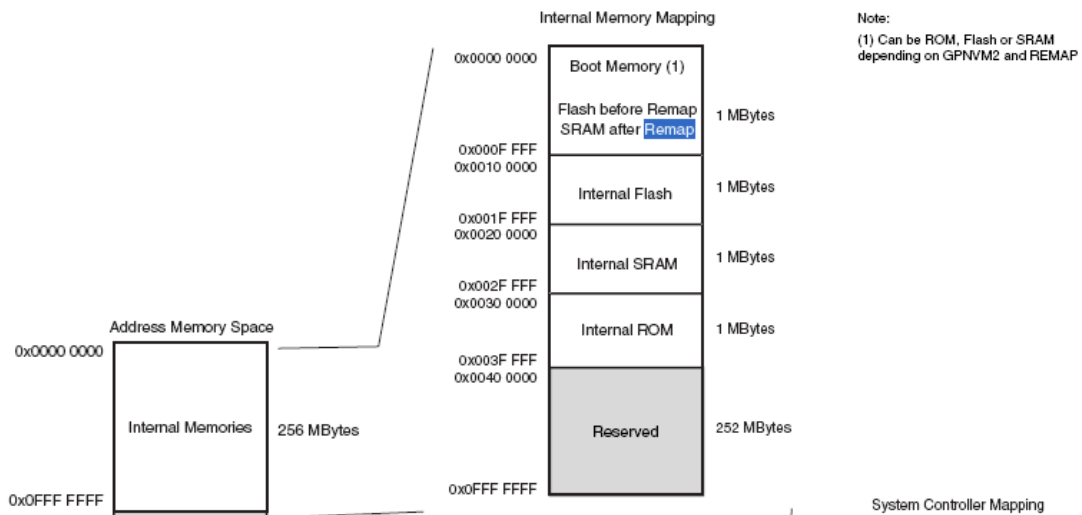 Internal Memory Mapping
Note:
(1) Can be ROM, Flash or SRAM
depending on GPNVM2 and REMAP
0x0000 0000
Boot Memory (1)
Flash before Remap
SRAM after Remap
1 MBytes
0x000F FFF
0x0010 0000
Internal Flash
1 MBytes
0x001F FFF
0x0020 0000
Internal SRAM
1 MBytes
0x002F FFF
0x0030 0000
Internal ROM
1 MBytes
0x003F FFF
0x0040 0000
Reserved
252 MBytes
0x0FFF FFFF
Address Memory Space
0x0000 0000
Internal Memories
256 MBytes
0x0FFF FFFF
System Controller Mapping